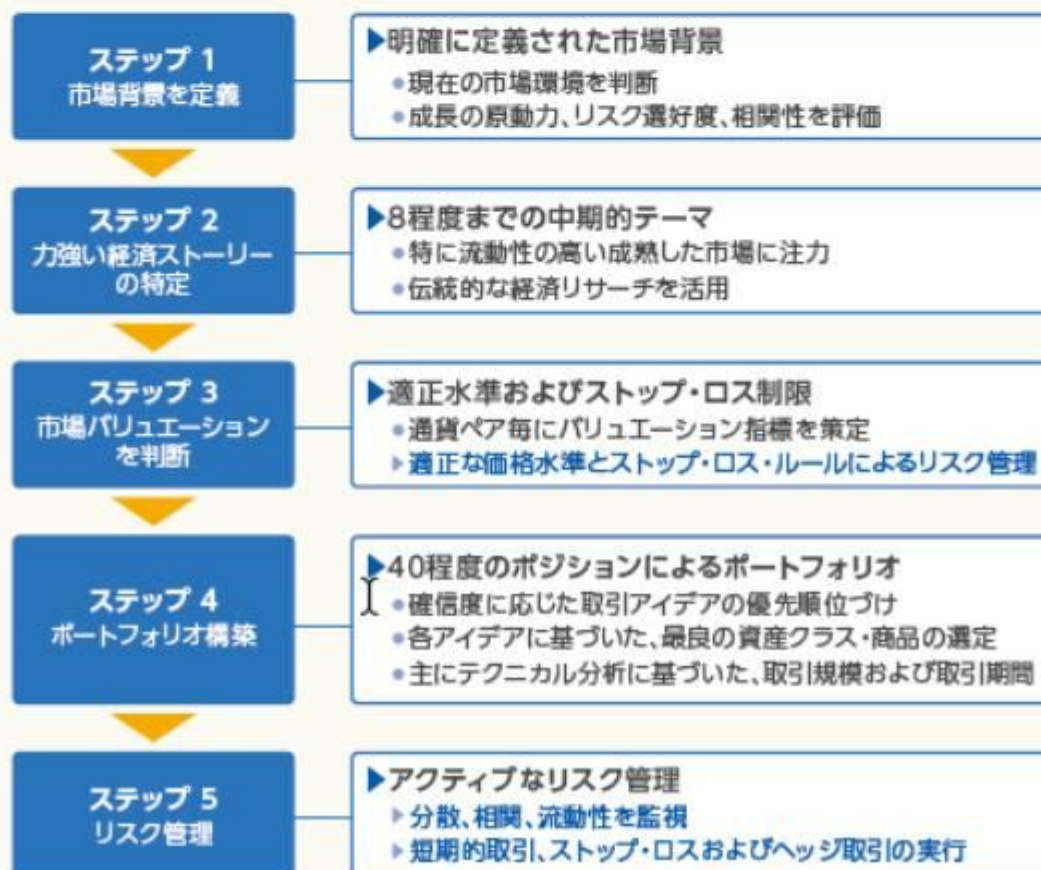 ステップ 1
市場背景を定義
▶明確に定義された市場背景
•現在の市場環境を判断
•成長の原動力、リスク選好度、相関性を評価
ステップ 2
力強い経済ストーリー
の特定
▶8程度までの中期的テーマ
•特に流動性の高い成熟した市場に注力
•伝統的な経済リサーチを活用
ステップ 3
市場バリュエーション
を判断
▶適正水準およびストップ・ロス制限
•通貨ペア毎にバリュエーション指標を策定
▶適正な価格水準とストップ・ロス・ルールによるリスク管理
ステップ 4
ポートフォリオ構築
▶40程度のポジションによるポートフォリオ
•確信度に応じた取引アイデアの優先順位づけ
•各アイデアに基づいた、最良の資産クラス・商品の選定
•主にテクニカル分析に基づいた、取引規模および取引期間
ステップ 5
リスク管理
▶アクティブなリスク管理
▶分散、相関、流動性を監視
▶短期的取引、ストップ・ロスおよびヘッジ取引の実行